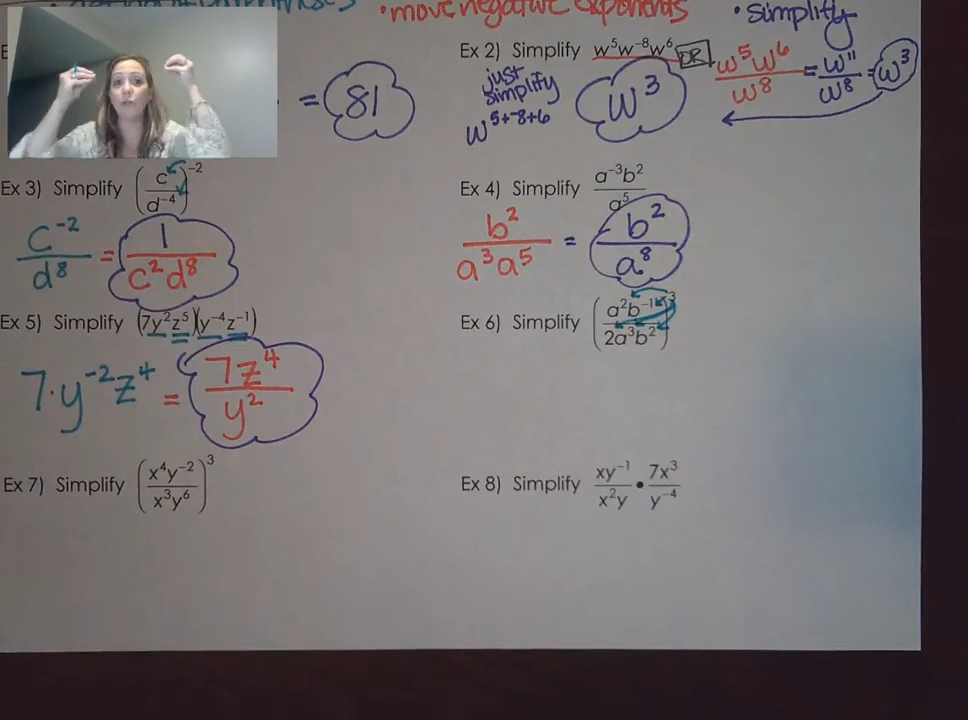 • move negative exponents • simplify
Ex 2) Simplify w⁵w⁻⁸w⁶ OR w⁵w⁶/w⁸ = w¹¹/w⁸ = w³
just
simplify
w⁵⁺⁻⁸⁺⁶
w³
= 81
Ex 3) Simplify (c/d⁻⁴)⁻²
c⁻²/d⁸ = 1/c²d⁸
Ex 4) Simplify a⁻³b²/a⁵
b²/a³a⁵ = b²/a⁸
Ex 5) Simplify (7y²z⁵)(y⁻⁴z⁻¹)
7·y⁻²z⁴ = 7z⁴/y²
Ex 6) Simplify (a²b⁻¹/2a³b²)³
Ex 7) Simplify (x⁴y⁻²/x³y⁶)³
Ex 8) Simplify xy⁻¹/x²y • 7x³/y⁻⁴